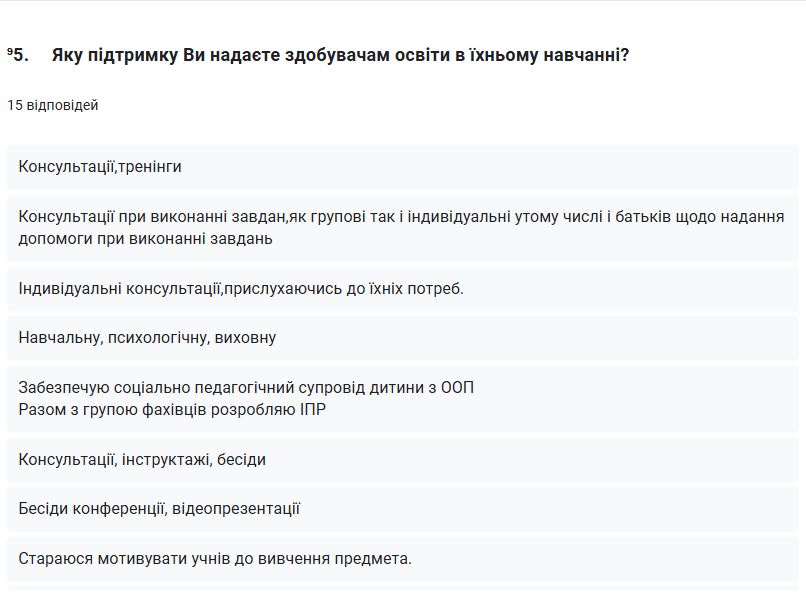 ⁹5. Яку підтримку Ви надаєте здобувачам освіти в їхньому навчанні?
15 відповідей
Консультації,тренінги
Консультації при виконанні завдан,як групові так і індивідуальні утому числі і батьків щодо надання
допомоги при виконанні завдань
Індивідуальні консультації,прислухаючись до їхніх потреб.
Навчальну, психологічну, виховну
Забезпечую соціально педагогічний супровід дитини з ООП
Разом з групою фахівців розробляю ІПР
Консультації, інструктажі, бесіди
Бесіди конференції, відеопрезентації
Стараюся мотивувати учнів до вивчення предмета.